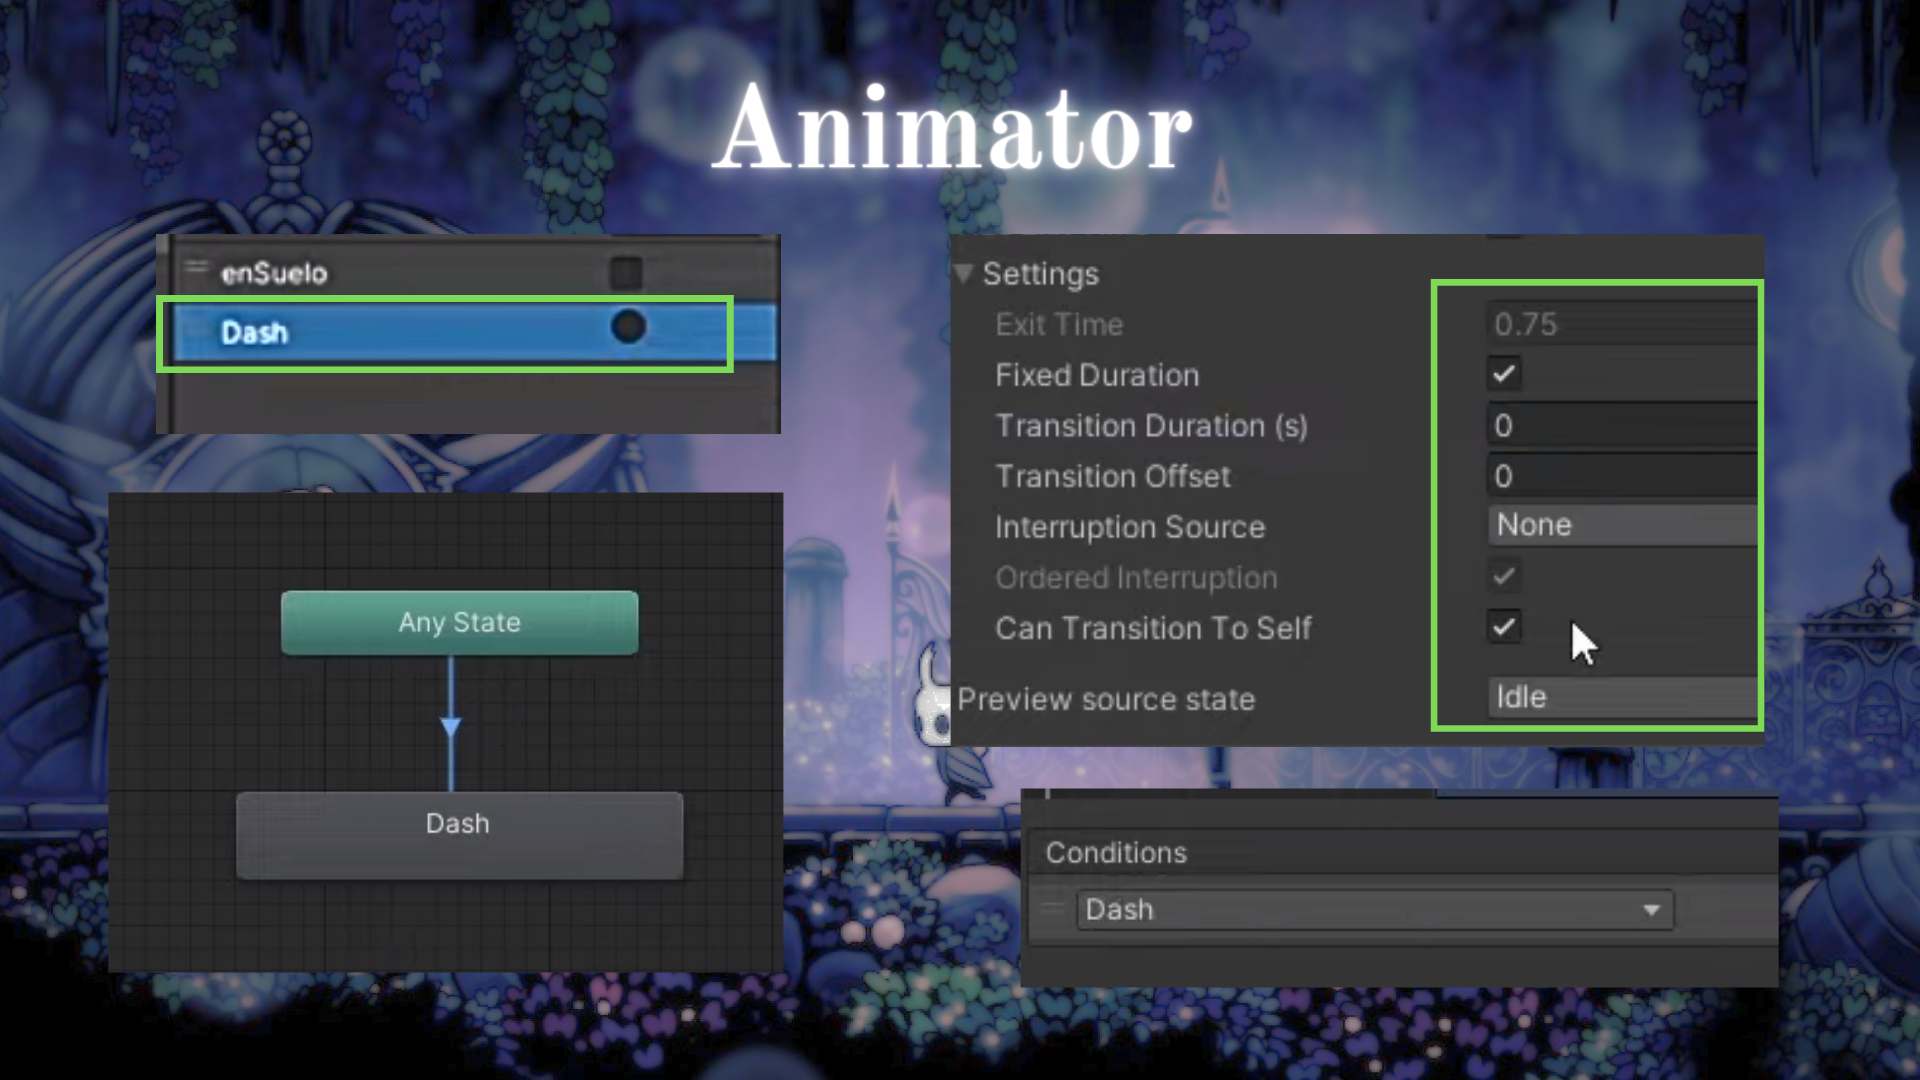 Animator
enSuelo
Dash
Any State
Dash
Settings
Exit Time 0.75
Fixed Duration
Transition Duration (s) 0
Transition Offset 0
Interruption Source None
Ordered Interruption
Can Transition To Self
Preview source state Idle
Conditions
Dash